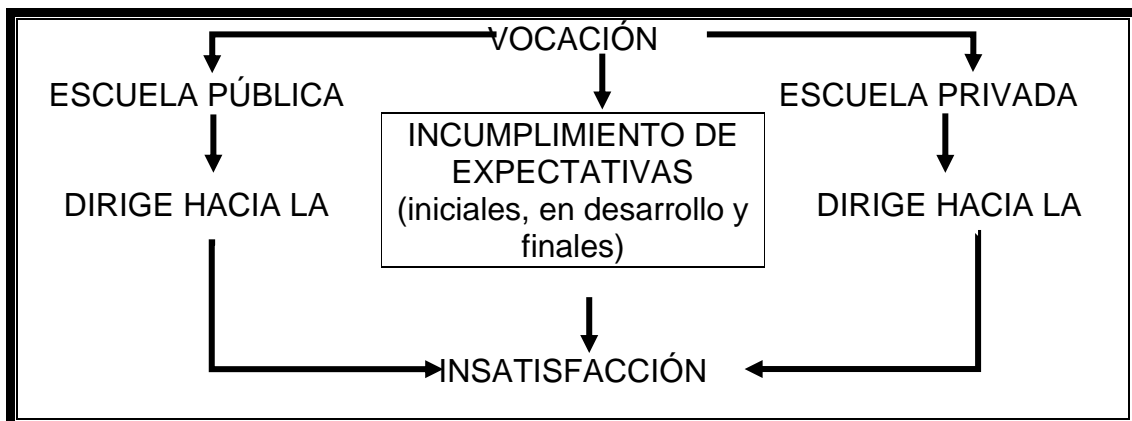 VOCACIÓN
ESCUELA PÚBLICA
ESCUELA PRIVADA
INCUMPLIMIENTO DE
EXPECTATIVAS
(iniciales, en desarrollo y
finales)
DIRIGE HACIA LA
DIRIGE HACIA LA
INSATISFACCIÓN